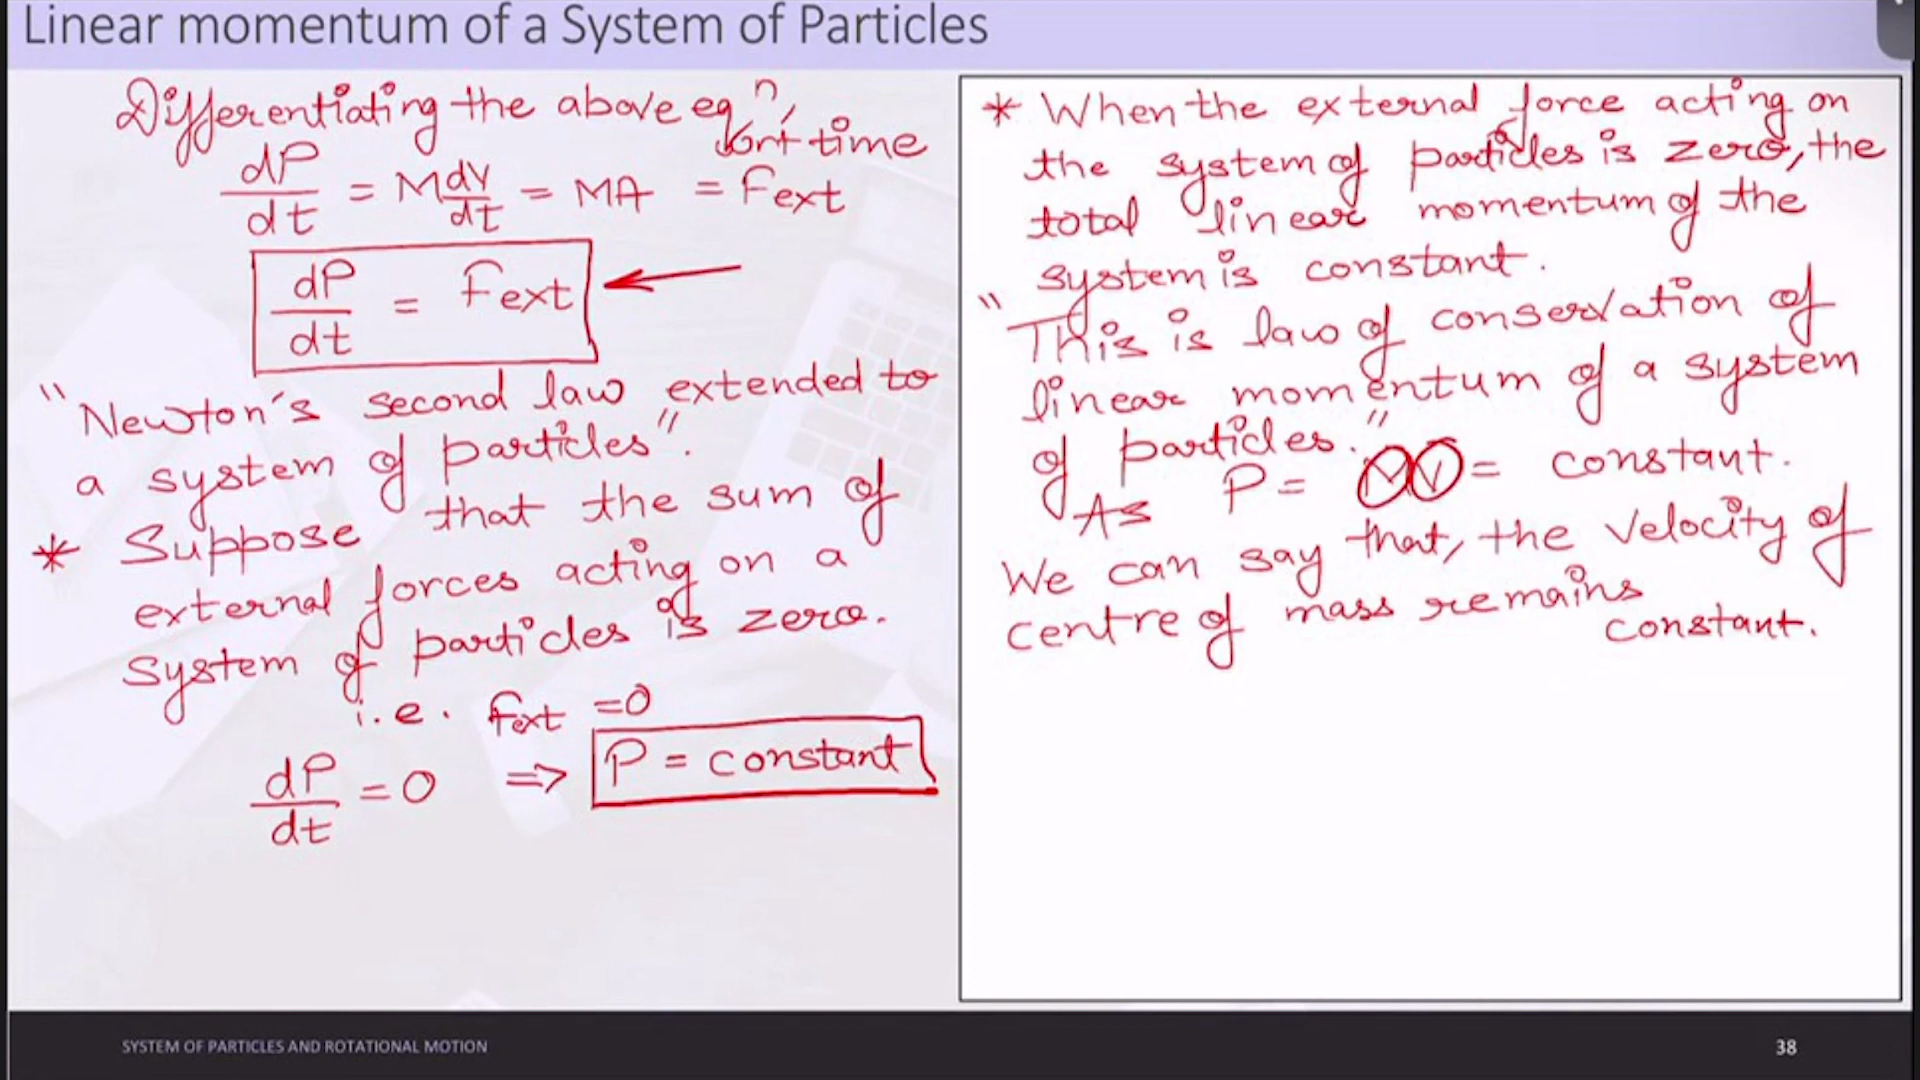 Linear momentum of a System of Particles
Differentiating the above eqⁿ,
wrt time
dP/dt = M dV/dt = MA = Fext
dP/dt = Fext
"Newton's second law extended to
a system of particles".
* Suppose that the sum of
external forces acting on a
system of particles is zero.
i.e. Fext = 0
dP/dt = 0 => P = constant
* When the external force acting on
the system of particles is zero, the
total linear momentum of the
system is constant.
"This is law of conservation of
linear momentum of a system
of particles."
As P = MV = constant.
We can say that, the velocity of
centre of mass remains
constant.
SYSTEM OF PARTICLES AND ROTATIONAL MOTION
38